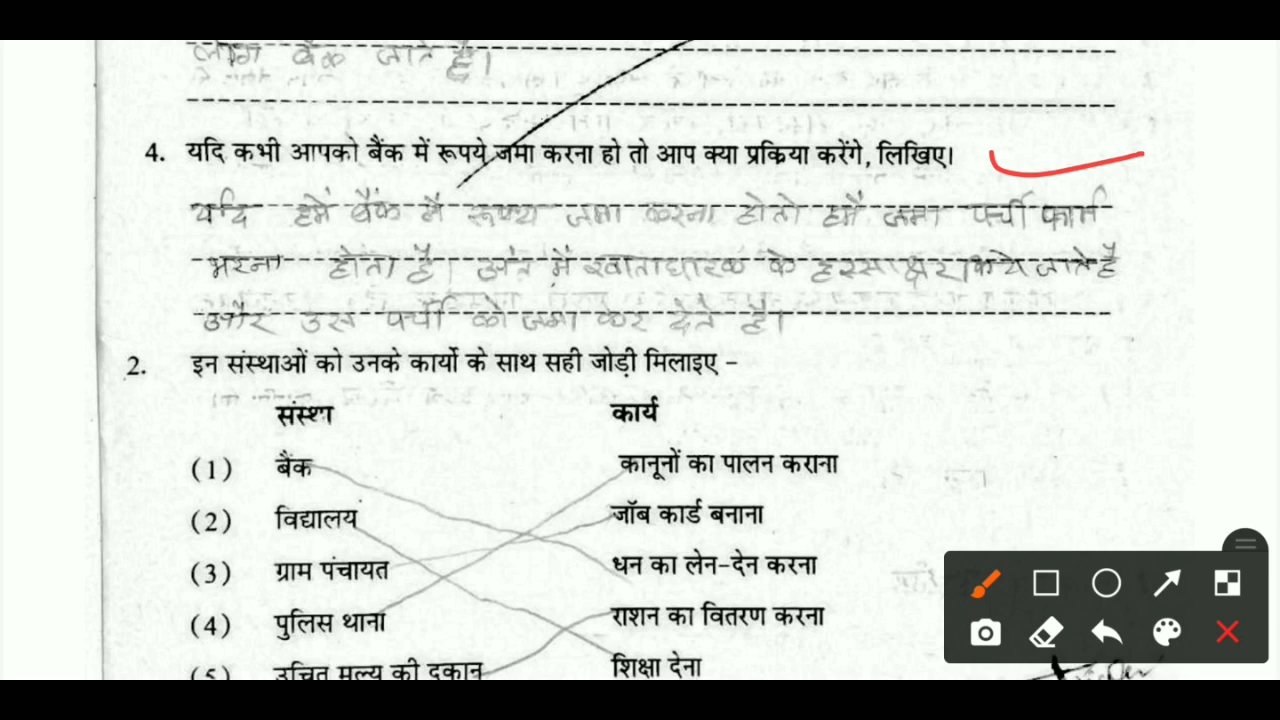 लोग बैंक जाते है।
4. यदि कभी आपको बैंक में रूपये जमा करना हो तो आप क्या प्रक्रिया करेंगे, लिखिए।
यदि हमें बैंक मै रूपय जमा करना होतो हमै जमा पर्ची फार्म
भरना होता है। अंत में खाताधारक के हस्साक्षर किये जाते है
और उस पर्ची को जमा कर देते है।
2. इन संस्थाओं को उनके कार्यो के साथ सही जोड़ी मिलाइए –
संस्था कार्य
(1) बैंक कानूनों का पालन कराना
(2) विद्यालय जॉब कार्ड बनाना
(3) ग्राम पंचायत धन का लेन-देन करना
(4) पुलिस थाना राशन का वितरण करना
(5) उचित मूल्य की दुकान शिक्षा देना